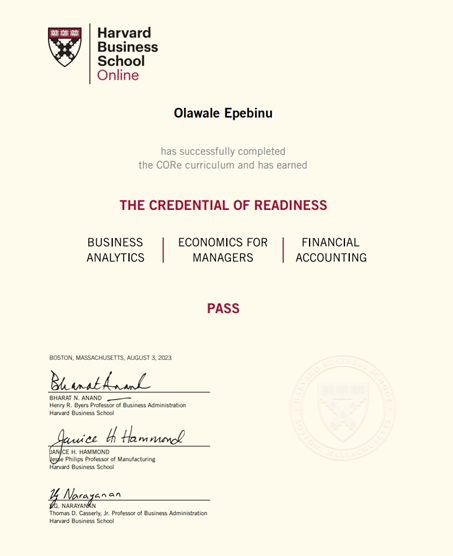 Harvard
Business
School
Online
Olawale Epebinu
has successfully completed
the CORe curriculum and has earned
THE CREDENTIAL OF READINESS
BUSINESS ANALYTICS
ECONOMICS FOR MANAGERS
FINANCIAL ACCOUNTING
PASS
BOSTON, MASSACHUSETTS, AUGUST 3, 2023
Bharat Anand
BHARAT N. ANAND
Henry R. Byers Professor of Business Administration
Harvard Business School
Janice H Hammond
JANICE H. HAMMOND
Jesse Philips Professor of Manufacturing
Harvard Business School
VG Narayanan
V.G. NARAYANAN
Thomas D. Casserly, Jr. Professor of Business Administration
Harvard Business School